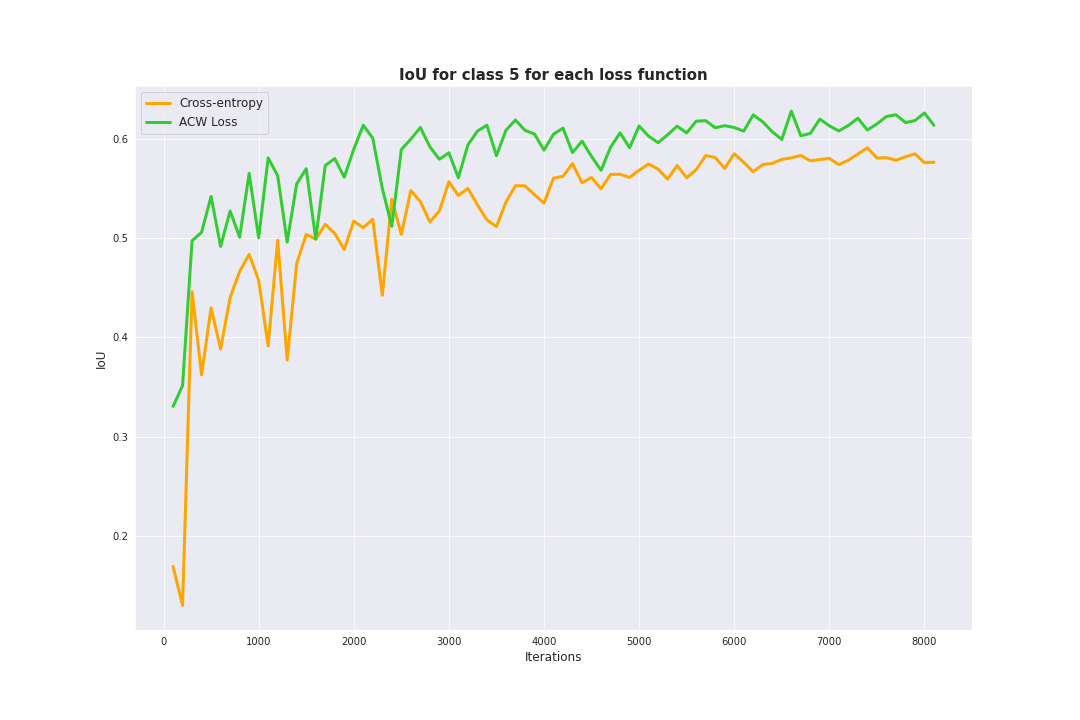 IoU for class 5 for each loss function
Cross-entropy
ACW Loss
0.6
0.5
0.4
0.3
0.2
IoU
0 1000 2000 3000 4000 5000 6000 7000 8000
Iterations